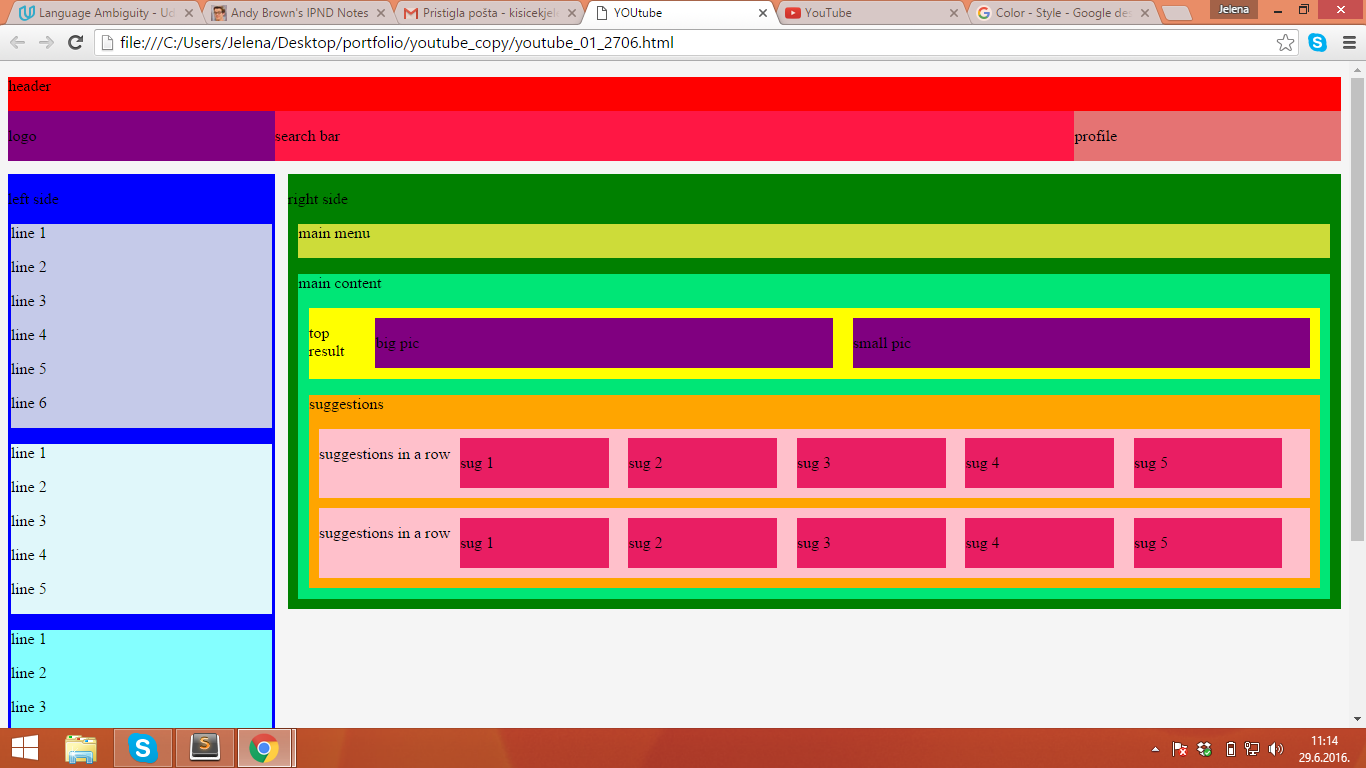 Language Ambiguity - Ud
Andy Brown's IPND Notes
Pristigla pošta - kisicekjele
YOUtube
YouTube
Color - Style - Google des
Jelena
file:///C:/Users/Jelena/Desktop/portfolio/youtube_copy/youtube_01_2706.html
header
logo
search bar
profile
left side
line 1
line 2
line 3
line 4
line 5
line 6
line 1
line 2
line 3
line 4
line 5
line 1
line 2
line 3
right side
main menu
main content
top
result
big pic
small pic
suggestions
suggestions in a row
sug 1
sug 2
sug 3
sug 4
sug 5
suggestions in a row
sug 1
sug 2
sug 3
sug 4
sug 5
11:14
29.6.2016.